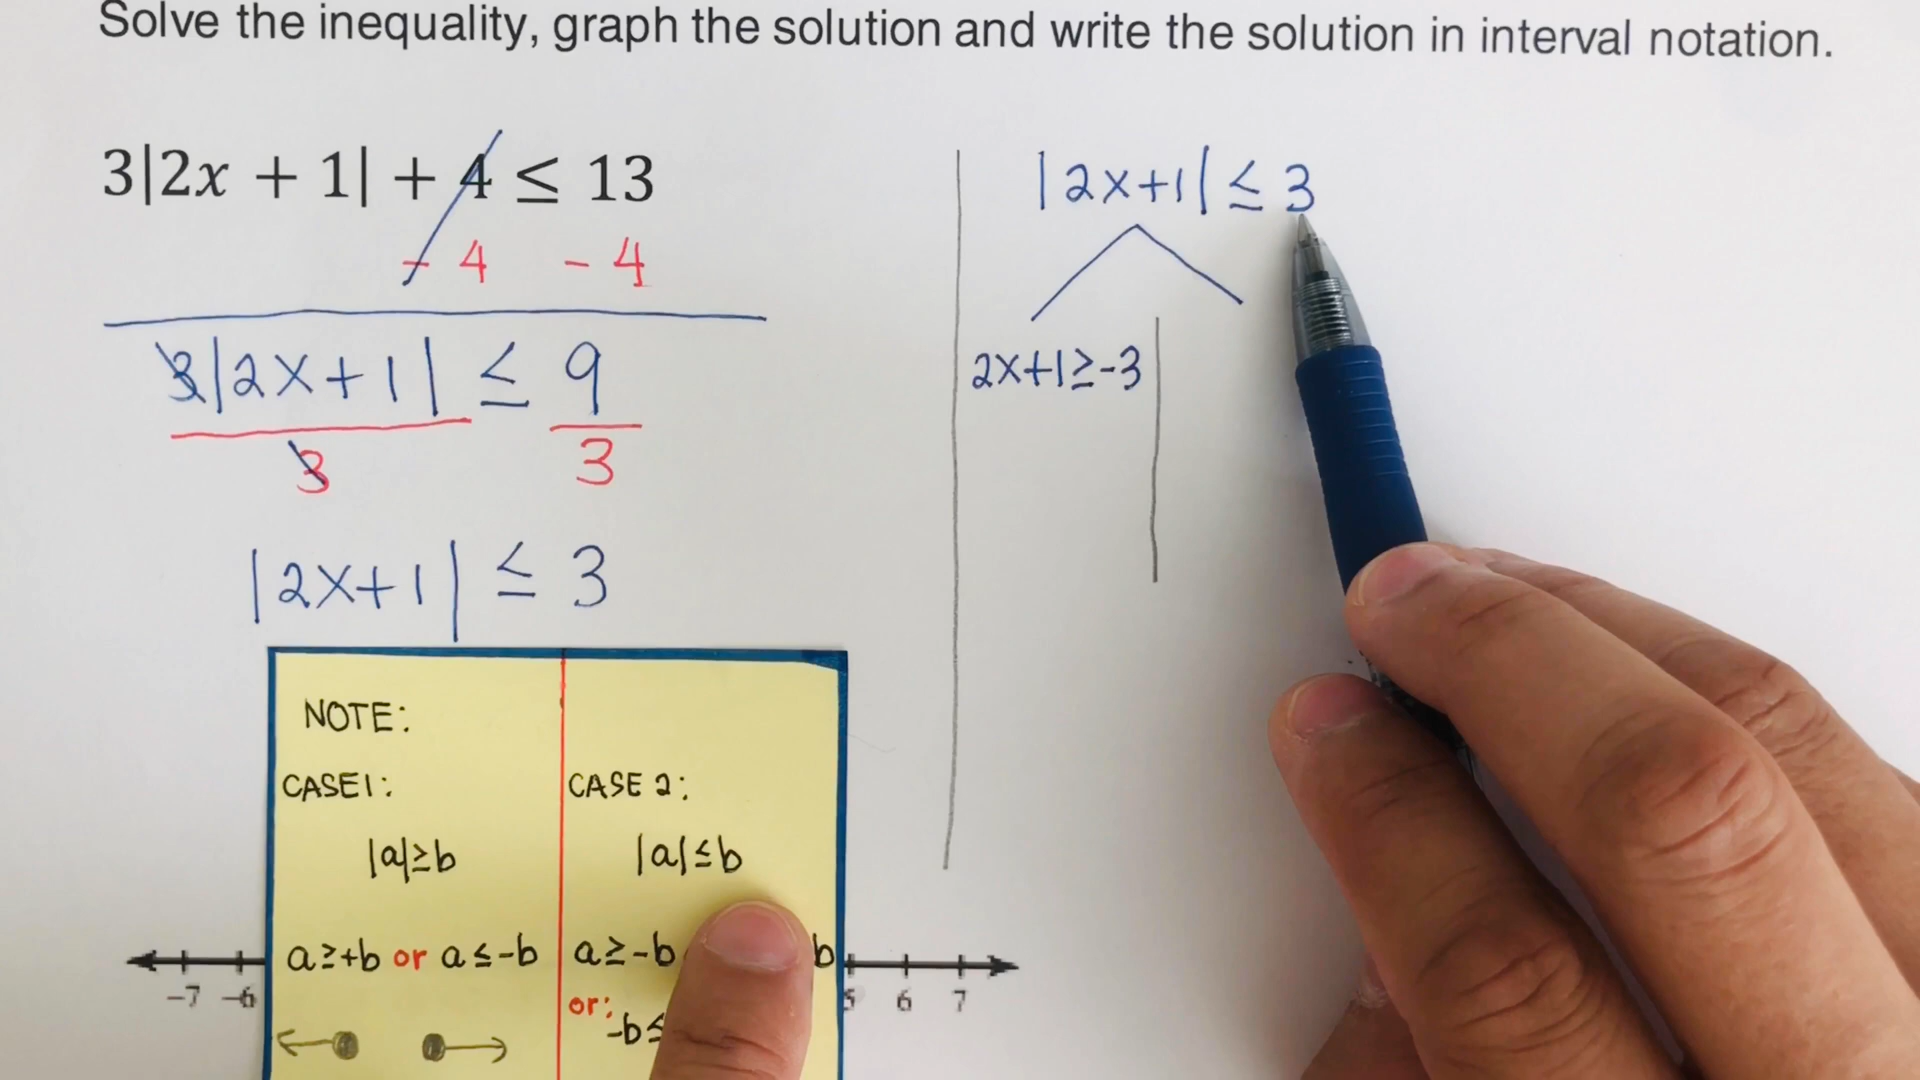 Solve the inequality, graph the solution and write the solution in interval notation.
3|2x + 1| + 4 ≤ 13
- 4 - 4
3|2x+1| ≤ 9
3 3
|2x+1| ≤ 3
|2x+1| ≤ 3
2x+1≥-3
NOTE:
CASE1:
|a|≥b
a≥+b or a≤-b
CASE 2:
|a|≤b
a≥-b b
or:
-b≤
-7 -6 5 6 7